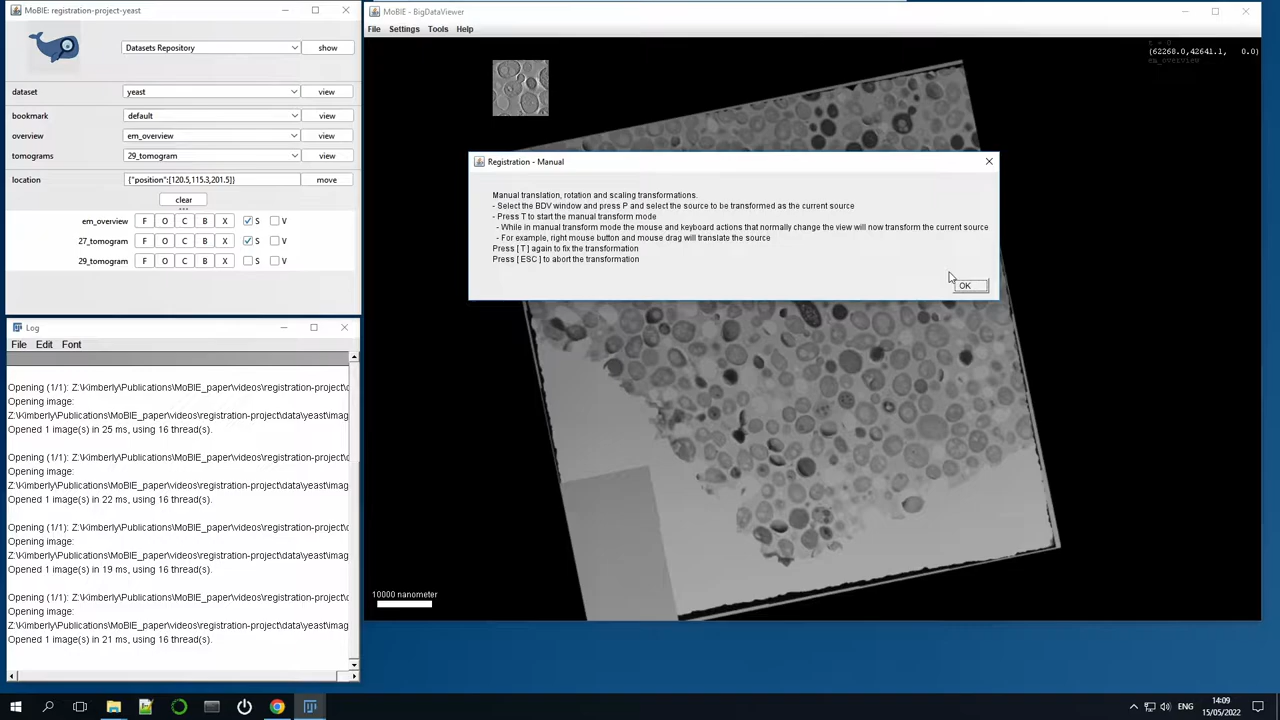 MoBIE: registration-project-yeast
Datasets Repository
show
dataset
yeast
view
bookmark
default
view
overview
em_overview
view
tomograms
29_tomogram
view
location
{"position":[120.5,115.3,201.5]}
move
clear
em_overview F O C B X S V
27_tomogram F O C B X S V
29_tomogram F O C B X S V
Log
File Edit Font
Opening (1/1): Z:\Kimberly\Publications\MoBIE_paper\videos\registration-project\
Opening image:
Z:\Kimberly\Publications\MoBIE_paper\videos\registration-project\data\yeast\imag
Opened 1 image(s) in 25 ms, using 16 thread(s).
Opening (1/1): Z:\Kimberly\Publications\MoBIE_paper\videos\registration-project\
Opening image:
Z:\Kimberly\Publications\MoBIE_paper\videos\registration-project\data\yeast\imag
Opened 1 image(s) in 22 ms, using 16 thread(s).
Opening (1/1): Z:\Kimberly\Publications\MoBIE_paper\videos\registration-project\
Opening image:
Z:\Kimberly\Publications\MoBIE_paper\videos\registration-project\data\yeast\imag
Opened 1 image(s) in 19 ms, using 16 thread(s).
Opening (1/1): Z:\Kimberly\Publications\MoBIE_paper\videos\registration-project\
Opening image:
Z:\Kimberly\Publications\MoBIE_paper\videos\registration-project\data\yeast\imag
Opened 1 image(s) in 21 ms, using 16 thread(s).
MoBIE - BigDataViewer
File Settings Tools Help
t = 0
(62268.0,42641.1, 0.0)
em_overview
Registration - Manual
Manual translation, rotation and scaling transformations.
- Select the BDV window and press P and select the source to be transformed as the current source
- Press T to start the manual transform mode
- While in manual transform mode the mouse and keyboard actions that normally change the view will now transform the current source
- For example, right mouse button and mouse drag will translate the source
Press [ T ] again to fix the transformation
Press [ ESC ] to abort the transformation
OK
10000 nanometer
ENG
14:09
15/05/2022